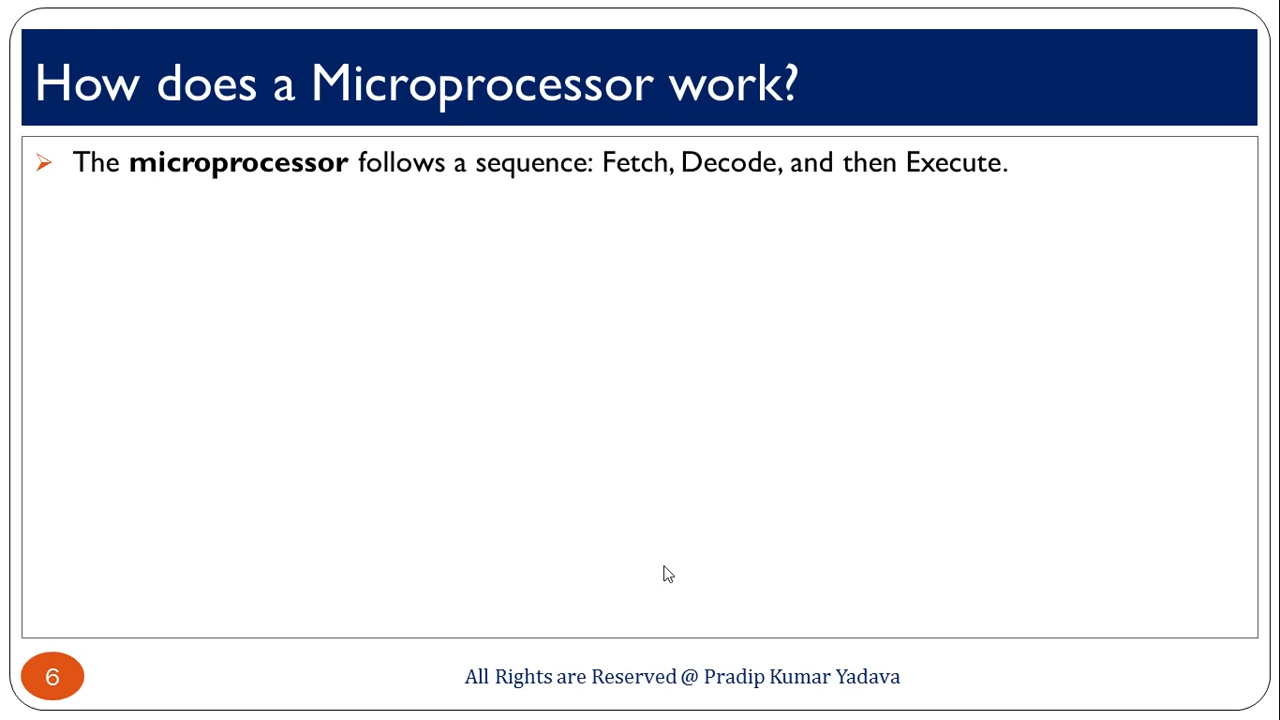 How does a Microprocessor work?
The microprocessor follows a sequence: Fetch, Decode, and then Execute.
6
All Rights are Reserved @ Pradip Kumar Yadava